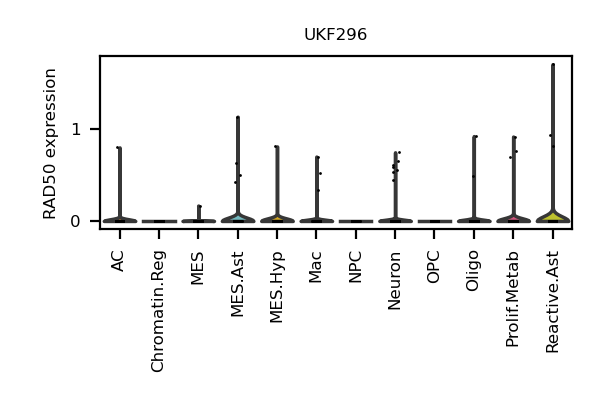 UKF296
RAD50 expression
1
0
AC
Chromatin.Reg
MES
MES.Ast
MES.Hyp
Mac
NPC
Neuron
OPC
Oligo
Prolif.Metab
Reactive.Ast